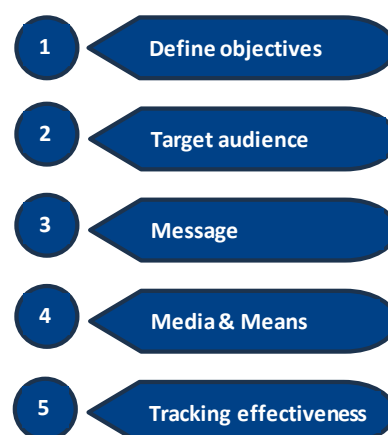 1 Define objectives
2 Target audience
3 Message
4 Media & Means
5 Tracking effectiveness